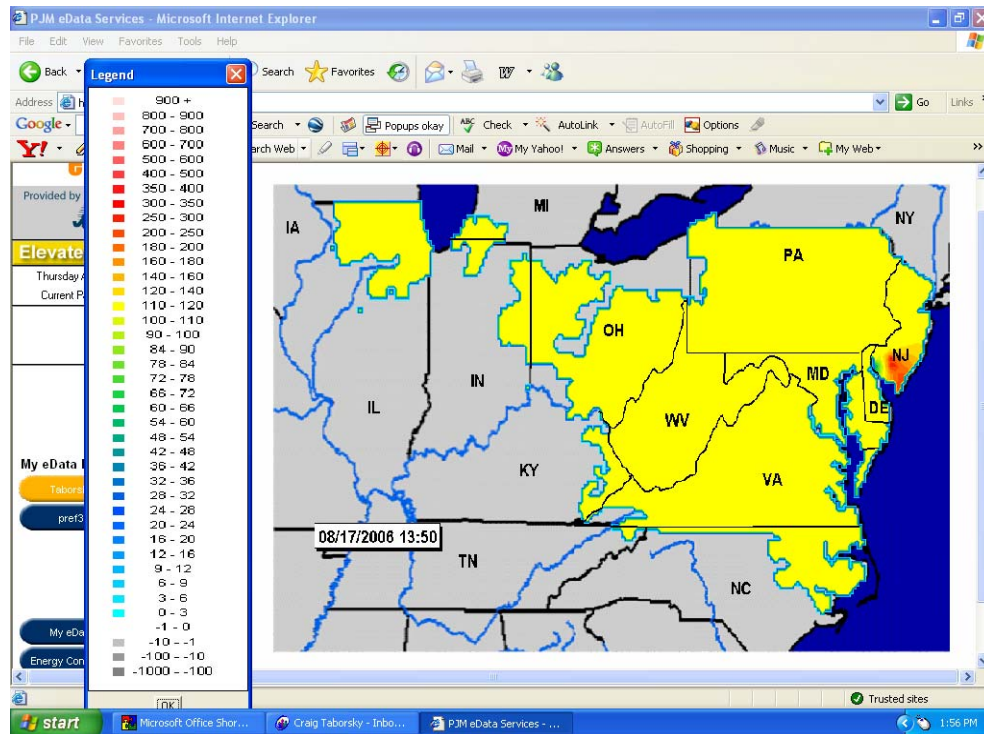 PJM eData Services - Microsoft Internet Explorer
File Edit View Favorites Tools Help
Back Search Favorites
Address Go Links
Google - Search Popups okay Check AutoLink AutoFill Options
Y! arch Web Mail My Yahoo! Answers Shopping Music My Web
Legend
900 +
800 - 900
700 - 800
600 - 700
500 - 600
400 - 500
350 - 400
300 - 350
250 - 300
200 - 250
180 - 200
160 - 180
140 - 160
120 - 140
110 - 120
100 - 110
90 - 100
84 - 90
78 - 84
72 - 78
66 - 72
60 - 66
54 - 60
48 - 54
42 - 48
36 - 42
32 - 36
28 - 32
24 - 28
20 - 24
16 - 20
12 - 16
9 - 12
6 - 9
3 - 6
0 - 3
-1 - 0
-10 - -1
-100 - -10
-1000 - -100
OK
Provided by
Elevate
Thursday A
Current P
My eData
Tabors
pref3
My eDa
Energy Con
IA
MI
NY
PA
OH
NJ
MD
IN
IL
DE
WV
VA
KY
08/17/2006 13:50
TN
NC
Trusted sites
start Microsoft Office Shor... Craig Taborsky - Inbo... PJM eData Services - ... 1:56 PM